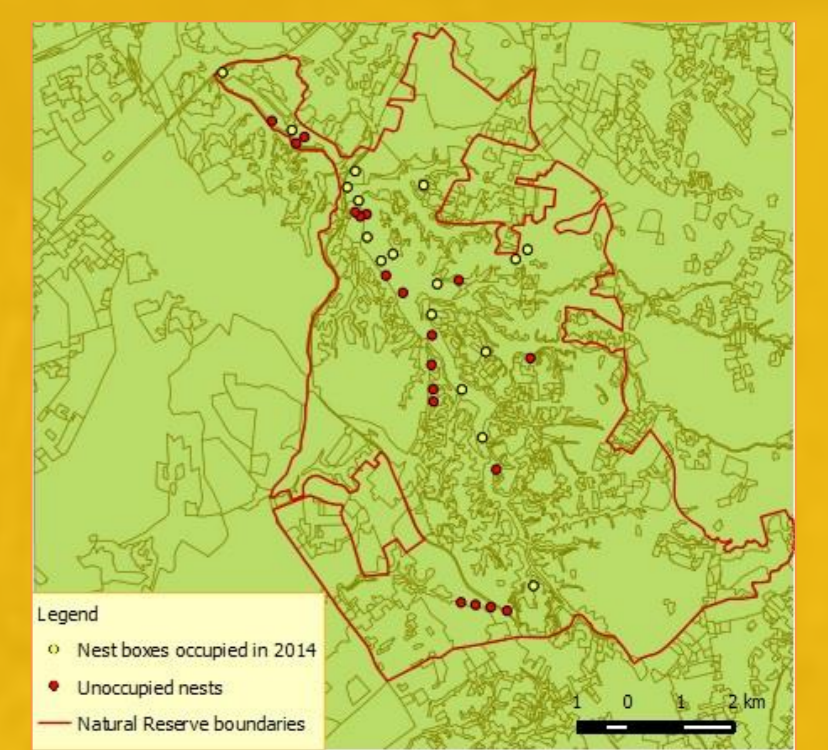 Legend
Nest boxes occupied in 2014
Unoccupied nests
Natural Reserve boundaries
1 0 1 2 km